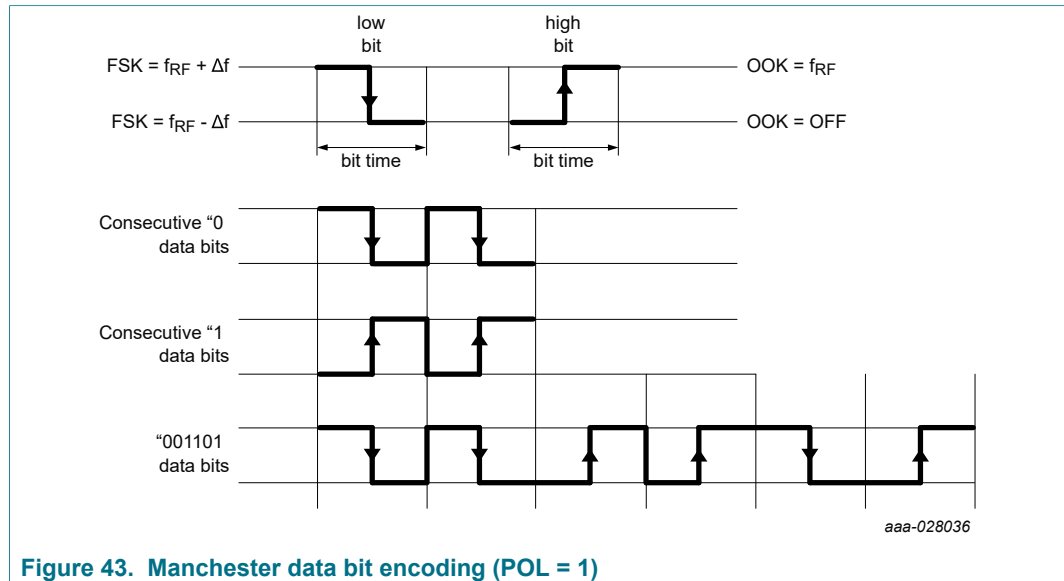 low
bit
high
bit
FSK = fRF + Δf
OOK = fRF
FSK = fRF - Δf
OOK = OFF
bit time
bit time
Consecutive “0
data bits
Consecutive “1
data bits
“001101
data bits
aaa-028036
Figure 43. Manchester data bit encoding (POL = 1)